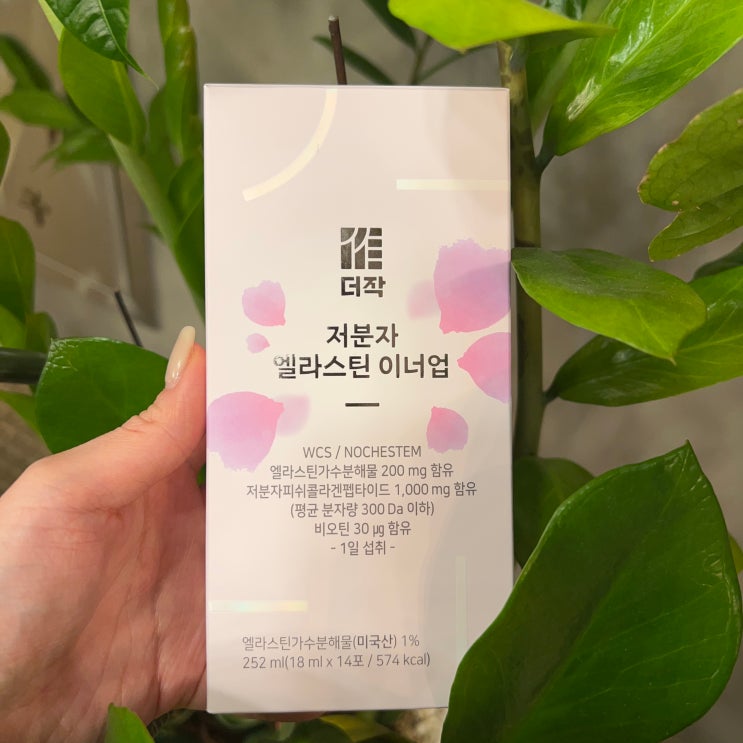 더작
저분자
엘라스틴 이너업
WCS / NOCHESTEM
엘라스틴가수분해물 200 mg 함유
저분자피쉬콜라겐펩타이드 1,000 mg 함유
(평균 분자량 300 Da 이하)
비오틴 30 ㎍ 함유
- 1일 섭취 -
엘라스틴가수분해물(미국산) 1%
252 ml(18 ml x 14포 / 574 kcal)